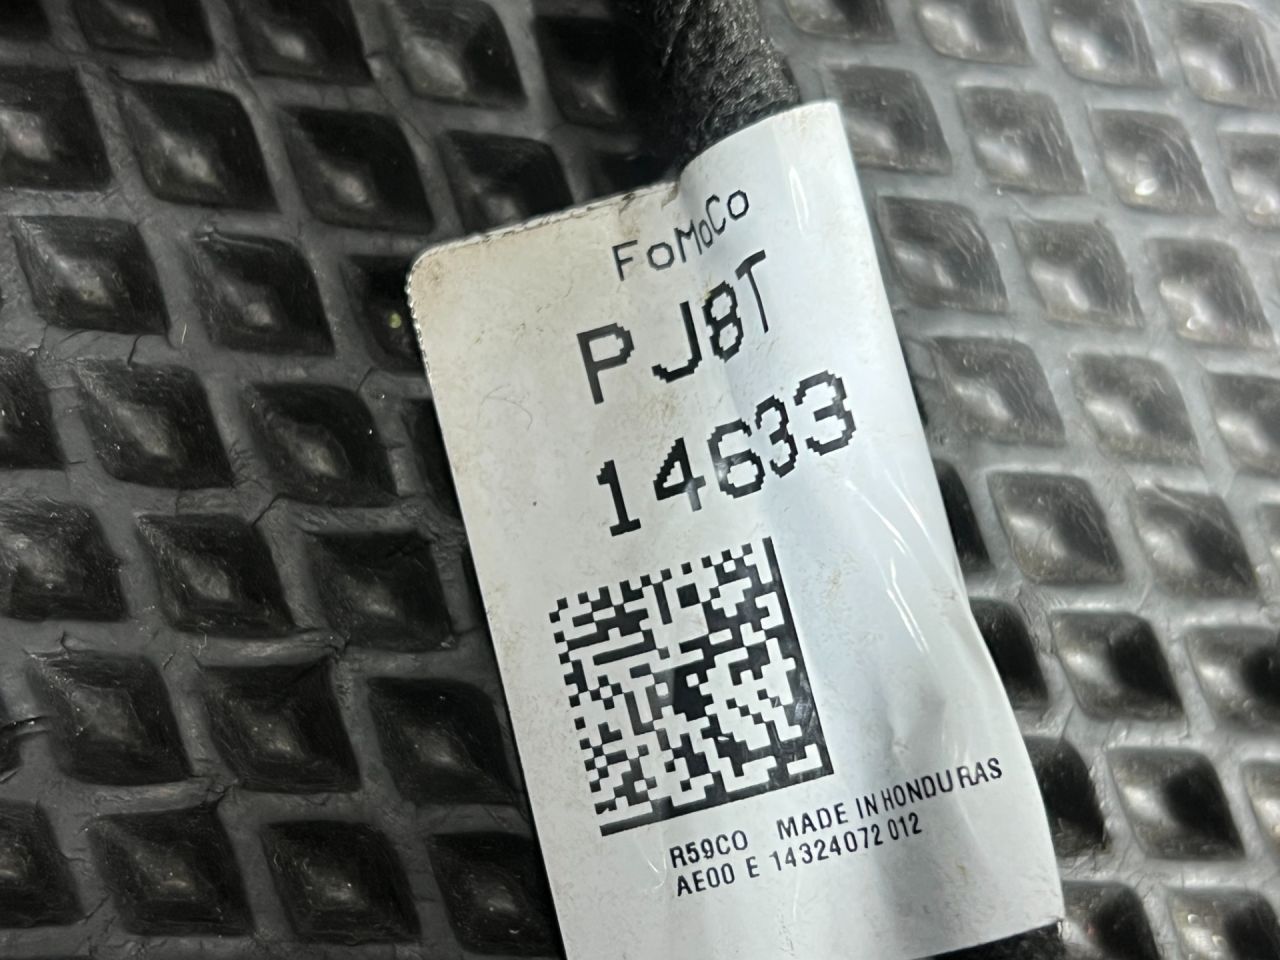 FoMoCo
PJ8T
14633
R59CO MADE IN HONDURAS
AE00 E 14324072 012